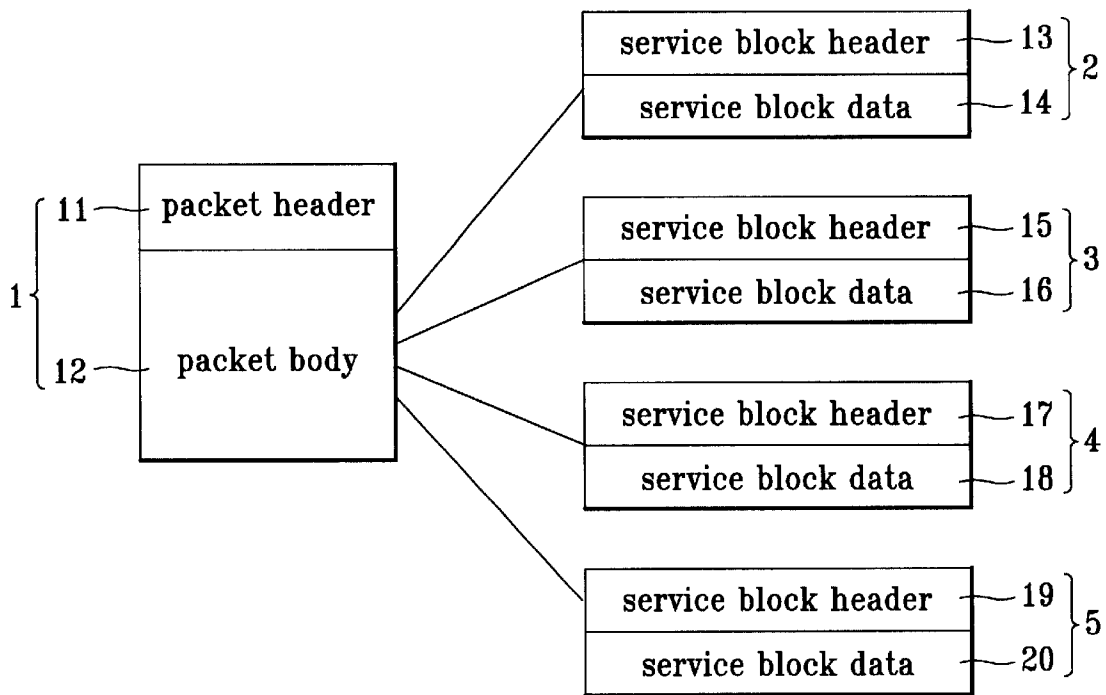 service block header 13
2
service block data 14
packet header
11
service block header 15
3
service block data 16
1
12
packet body
service block header 17
4
service block data 18
service block header 19
5
service block data 20